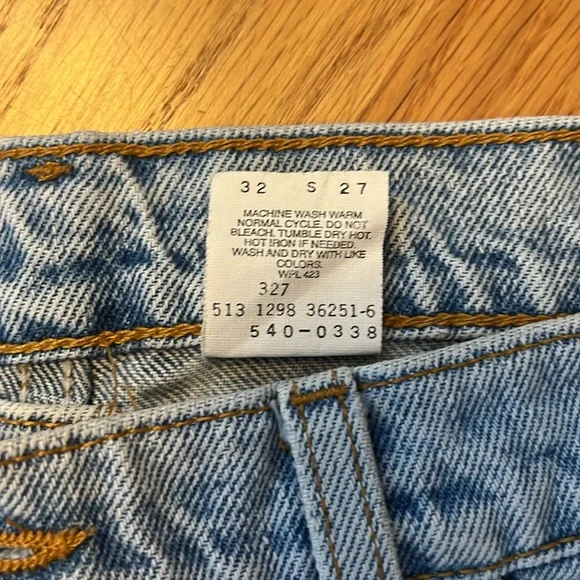 32 S 27
MACHINE WASH WARM
NORMAL CYCLE. DO NOT
BLEACH. TUMBLE DRY HOT.
HOT IRON IF NEEDED.
WASH AND DRY WITH LIKE
COLORS.
WPL 423
327
513 1298 36251-6
540-0338